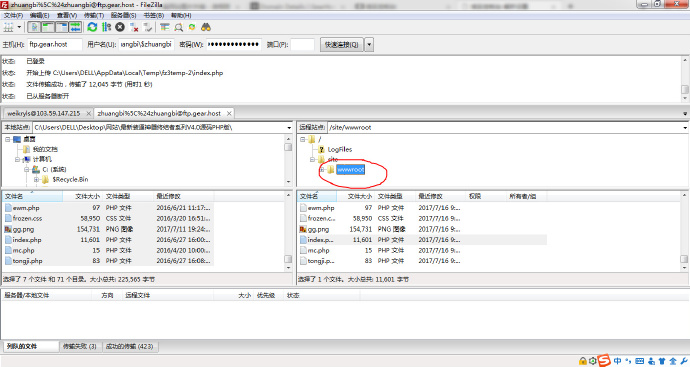 zhuangbi%5C%24zhuangbi@ftp.gear.host - FileZilla
文件(F) 编辑(E) 查看(V) 传输(T) 服务器(S) 书签(B) 帮助(H)
主机(H): ftp.gear.host 用户名(U): iangbi\$zhuangbi 密码(W): 端口(P): 快速连接(Q)
状态: 已登录
状态: 开始上传 C:\Users\DELL\AppData\Local\Temp\fz3temp-2\index.php
状态: 文件传输成功，传输了 12,045 字节 (用时1 秒)
状态: 已从服务器断开
weikryls@103.59.147.215 zhuangbi%5C%24zhuangbi@ftp.gear.host
本地站点: C:\Users\DELL\Desktop\网站\最新装逼神器终结者系列V4.0源码PHP版\ 远程站点: /site/wwwroot
桌面 /
我的文档 LogFiles
计算机 site
C: (系统) wwwroot
$Recycle.Bin
文件名 文件大小 文件类型 最近修改 文件名 文件大小 文件类型 最近修改 权限 所有者/组
ewm.php 97 PHP 文件 2016/6/21 11:17:... ewm.php 97 PHP 文件 2017/7/16 9:...
frozen.css 58,950 CSS 文件 2016/3/20 16:51... frozen.c... 58,950 CSS 文件 2017/7/16 9:...
gg.png 154,731 PNG 图像 2017/7/11 19:24:... gg.png 154,731 PNG 图像 2017/7/16 9:...
index.php 11,601 PHP 文件 2016/6/27 16:00:... index.p... 11,601 PHP 文件 2017/7/16 9:...
mc.php 15 PHP 文件 2016/4/20 10:00:... mc.php 15 PHP 文件 2017/7/16 9:...
tongji.php 83 PHP 文件 2016/6/27 16:08:... tongji.p... 83 PHP 文件 2017/7/16 9:...
选择了 7 个文件 和 71 个目录。大小总共: 225,565 字节 选择了 1 个文件。大小总共: 11,601 字节
服务器/本地文件 方向 远程文件 大小 优先级 状态
列队的文件 传输失败 (3) 成功的传输 (423)
中